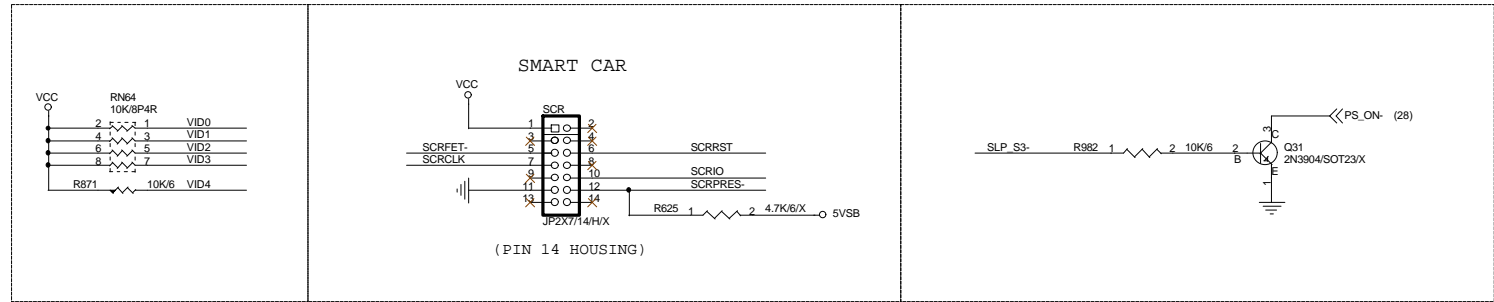 VCC
RN64
10K/8P4R
2 1 VID0
4 3 VID1
6 5 VID2
8 7 VID3
R871 10K/6 VID4
SMART CAR
VCC
SCR
1 2
3 4
SCRFET- 5 6 SCRRST
SCRCLK 7 8
9 10 SCRIO
11 12 SCRPRES-
13 14
R625 1 2 4.7K/6/X 5VSB
JP2X7/14/H/X
(PIN 14 HOUSING)
PS_ON- (28)
3
C
SLP_S3- R982 1 2 10K/6 2
B
Q31
2N3904/SOT23/X
E
1